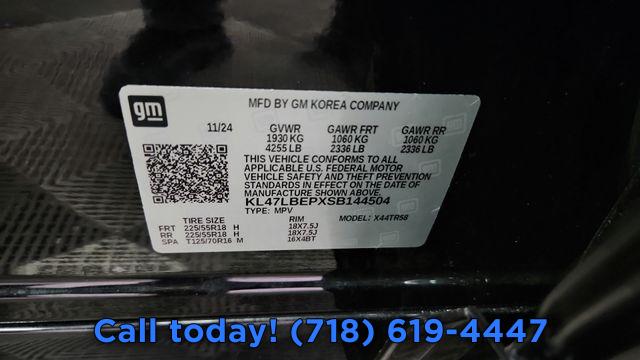 gm
MFD BY GM KOREA COMPANY
11/24 GVWR GAWR FRT GAWR RR
1930 KG 1060 KG 1060 KG
4255 LB 2336 LB 2336 LB
THIS VEHICLE CONFORMS TO ALL
APPLICABLE U.S. FEDERAL MOTOR
VEHICLE SAFETY AND THEFT PREVENTION
STANDARDS IN EFFECT ON THE DATE OF
MANUFACTURE SHOWN ABOVE.
KL47LBEPXSB144504
TYPE: MPV MODEL: X44TR58
TIRE SIZE RIM
FRT 225/55R18 H 18X7.5J
RR 225/55R18 H 18X7.5J
SPA T125/70R16 M 16X4BT
Call today! (718) 619-4447